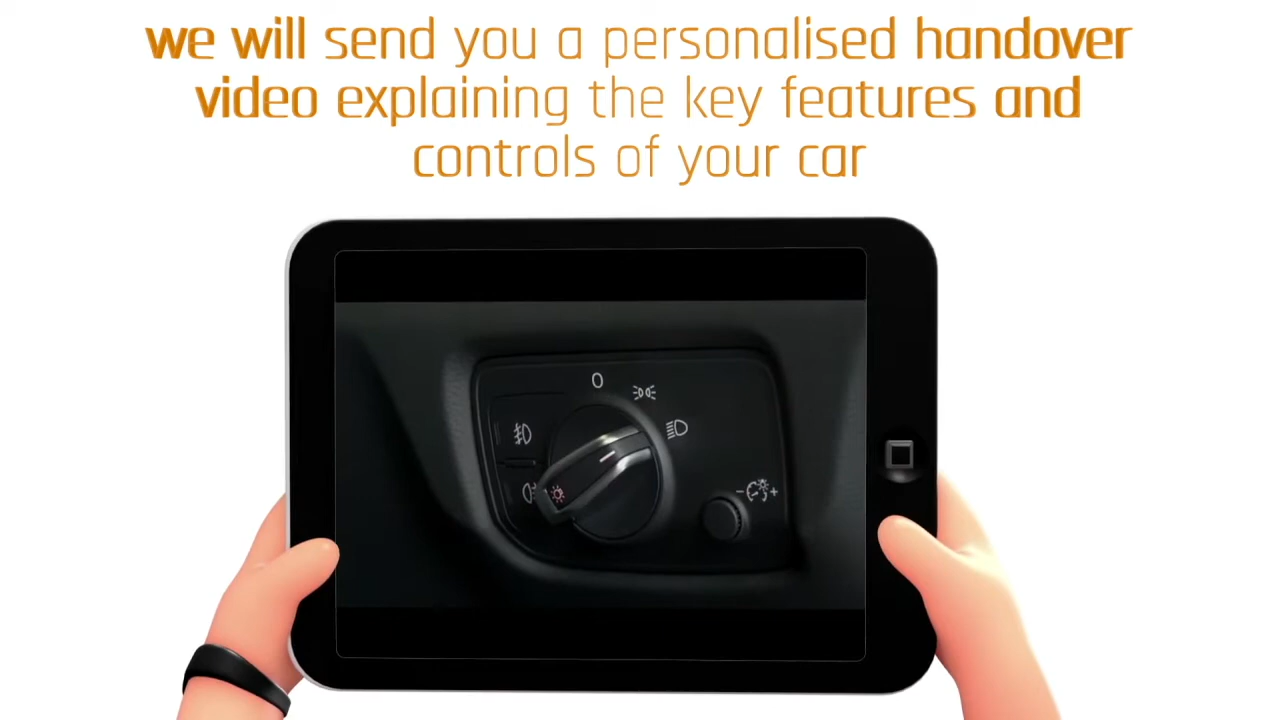 we will send you a personalised handover
video explaining the key features and
controls of your car
0
- +